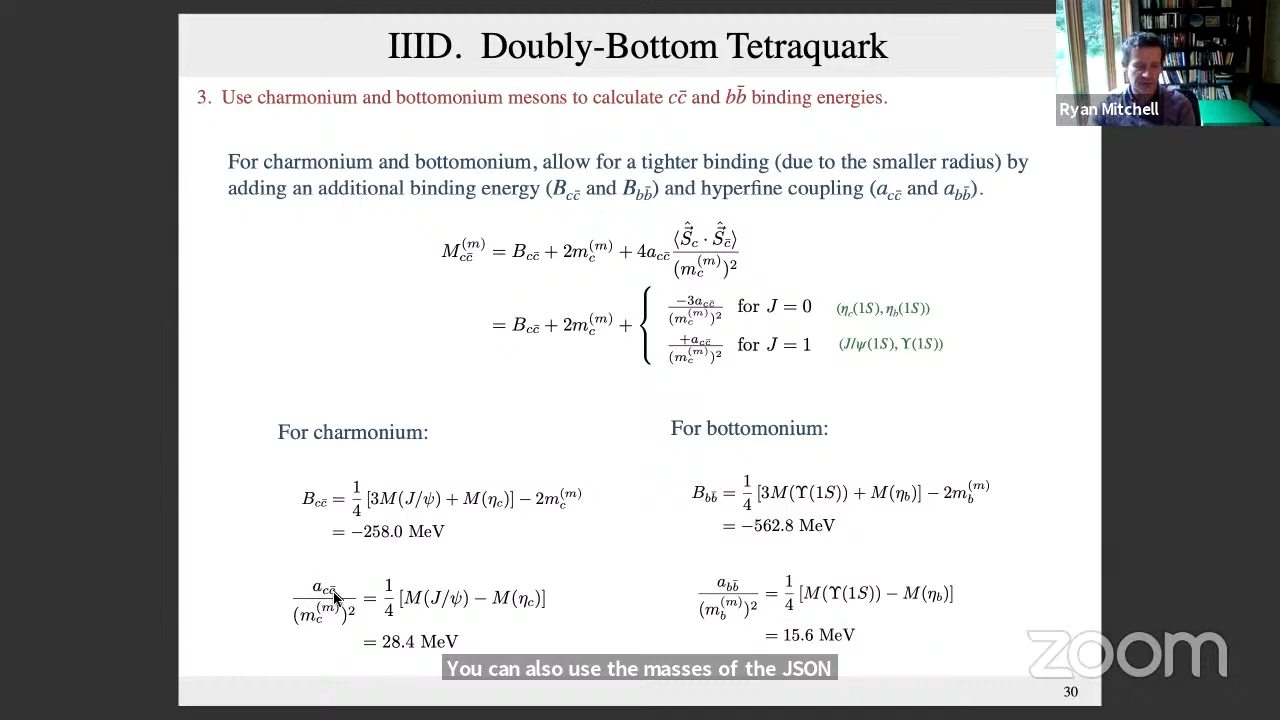 IIID. Doubly-Bottom Tetraquark
Ryan Mitchell
3. Use charmonium and bottomonium mesons to calculate cc̄ and bb̄ binding energies.
For charmonium and bottomonium, allow for a tighter binding (due to the smaller radius) by
adding an additional binding energy (B_{cc̄} and B_{bb̄}) and hyperfine coupling (a_{cc̄} and a_{bb̄}).
M_{cc̄}^{(m)} = B_{cc̄} + 2m_c^{(m)} + 4a_{cc̄} ⟨Ŝ⃗_c · Ŝ⃗_{c̄}⟩ / (m_c^{(m)})^2
= B_{cc̄} + 2m_c^{(m)} + {
−3a_{cc̄} / (m_c^{(m)})^2 for J = 0 (η_c(1S), η_b(1S))
+a_{cc̄} / (m_c^{(m)})^2 for J = 1 (J/ψ(1S), ϒ(1S))
For charmonium:
B_{cc̄} = 1/4 [3M(J/ψ) + M(η_c)] − 2m_c^{(m)}
= −258.0 MeV
a_{cc̄} / (m_c^{(m)})^2 = 1/4 [M(J/ψ) − M(η_c)]
= 28.4 MeV
For bottomonium:
B_{bb̄} = 1/4 [3M(ϒ(1S)) + M(η_b)] − 2m_b^{(m)}
= −562.8 MeV
a_{bb̄} / (m_b^{(m)})^2 = 1/4 [M(ϒ(1S)) − M(η_b)]
= 15.6 MeV
You can also use the masses of the JSON
zoom
30